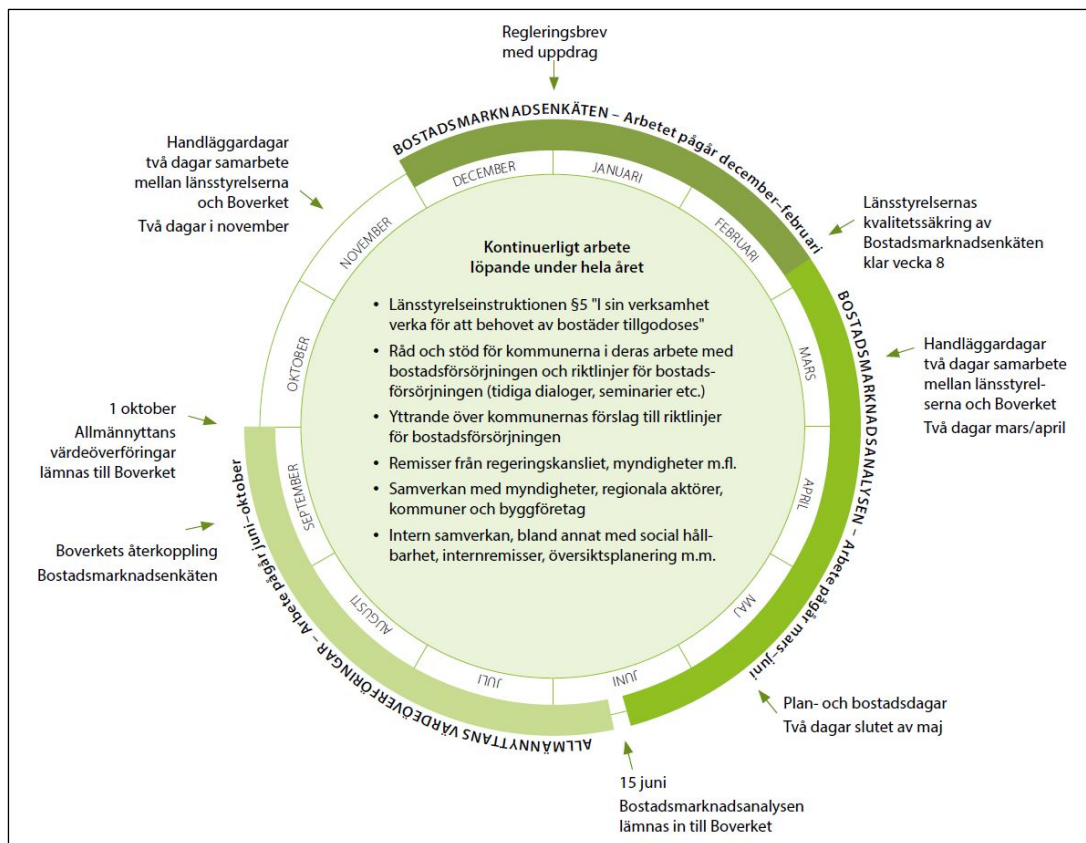 Regleringsbrev
med uppdrag
BOSTADSMARKNADSENKÄTEN – Arbetet pågår december–februari
Handläggardagar
två dagar samarbete
mellan länsstyrelserna
och Boverket
Två dagar i november
DECEMBER
JANUARI
FEBRUARI
NOVEMBER
Länsstyrelsernas
kvalitetssäkring av
Bostadsmarknadsenkäten
klar vecka 8
Kontinuerligt arbete
löpande under hela året
• Länsstyrelseinstruktionen §5 "I sin verksamhet
verka för att behovet av bostäder tillgodoses"
• Råd och stöd för kommunerna i deras arbete med
bostadsförsörjningen och riktlinjer för bostads-
försörjningen (tidiga dialoger, seminarier etc.)
• Yttrande över kommunernas förslag till riktlinjer
för bostadsförsörjningen
• Remisser från regeringskansliet, myndigheter m.fl.
• Samverkan med myndigheter, regionala aktörer,
kommuner och byggföretag
• Intern samverkan, bland annat med social håll-
barhet, internremisser, översiktsplanering m.m.
OKTOBER
MARS
BOSTADSMARKNADSANALYSEN – Arbete pågår mars–juni
Handläggardagar
två dagar samarbete
mellan länsstyrel-
serna och Boverket
Två dagar mars/april
1 oktober
Allmännyttans
värdeöverföringar
lämnas till Boverket
SEPTEMBER
APRIL
Boverkets återkoppling
Bostadsmarknadsenkäten
AUGUSTI
MAJ
JULI
JUNI
ALLMÄNNYTTANS VÄRDEÖVERFÖRINGAR – Arbete pågår juni–oktober
Plan- och bostadsdagar
Två dagar slutet av maj
15 juni
Bostadsmarknadsanalysen
lämnas in till Boverket